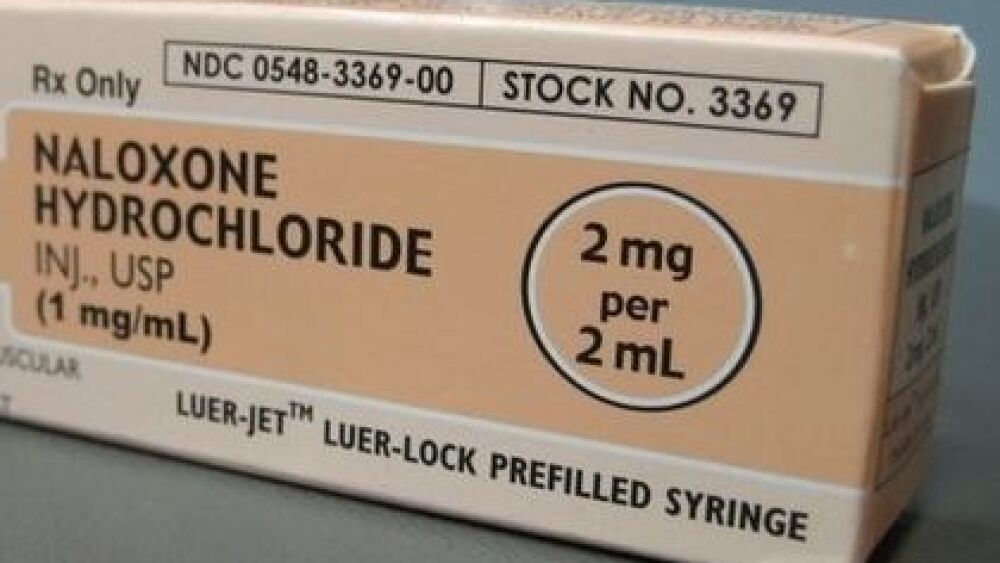 Rx Only
NDC 0548-3369-00
STOCK NO. 3369
NALOXONE
HYDROCHLORIDE
INJ., USP
(1 mg/mL)
2 mg
per
2 mL
LUER-JET™ LUER-LOCK PREFILLED SYRINGE